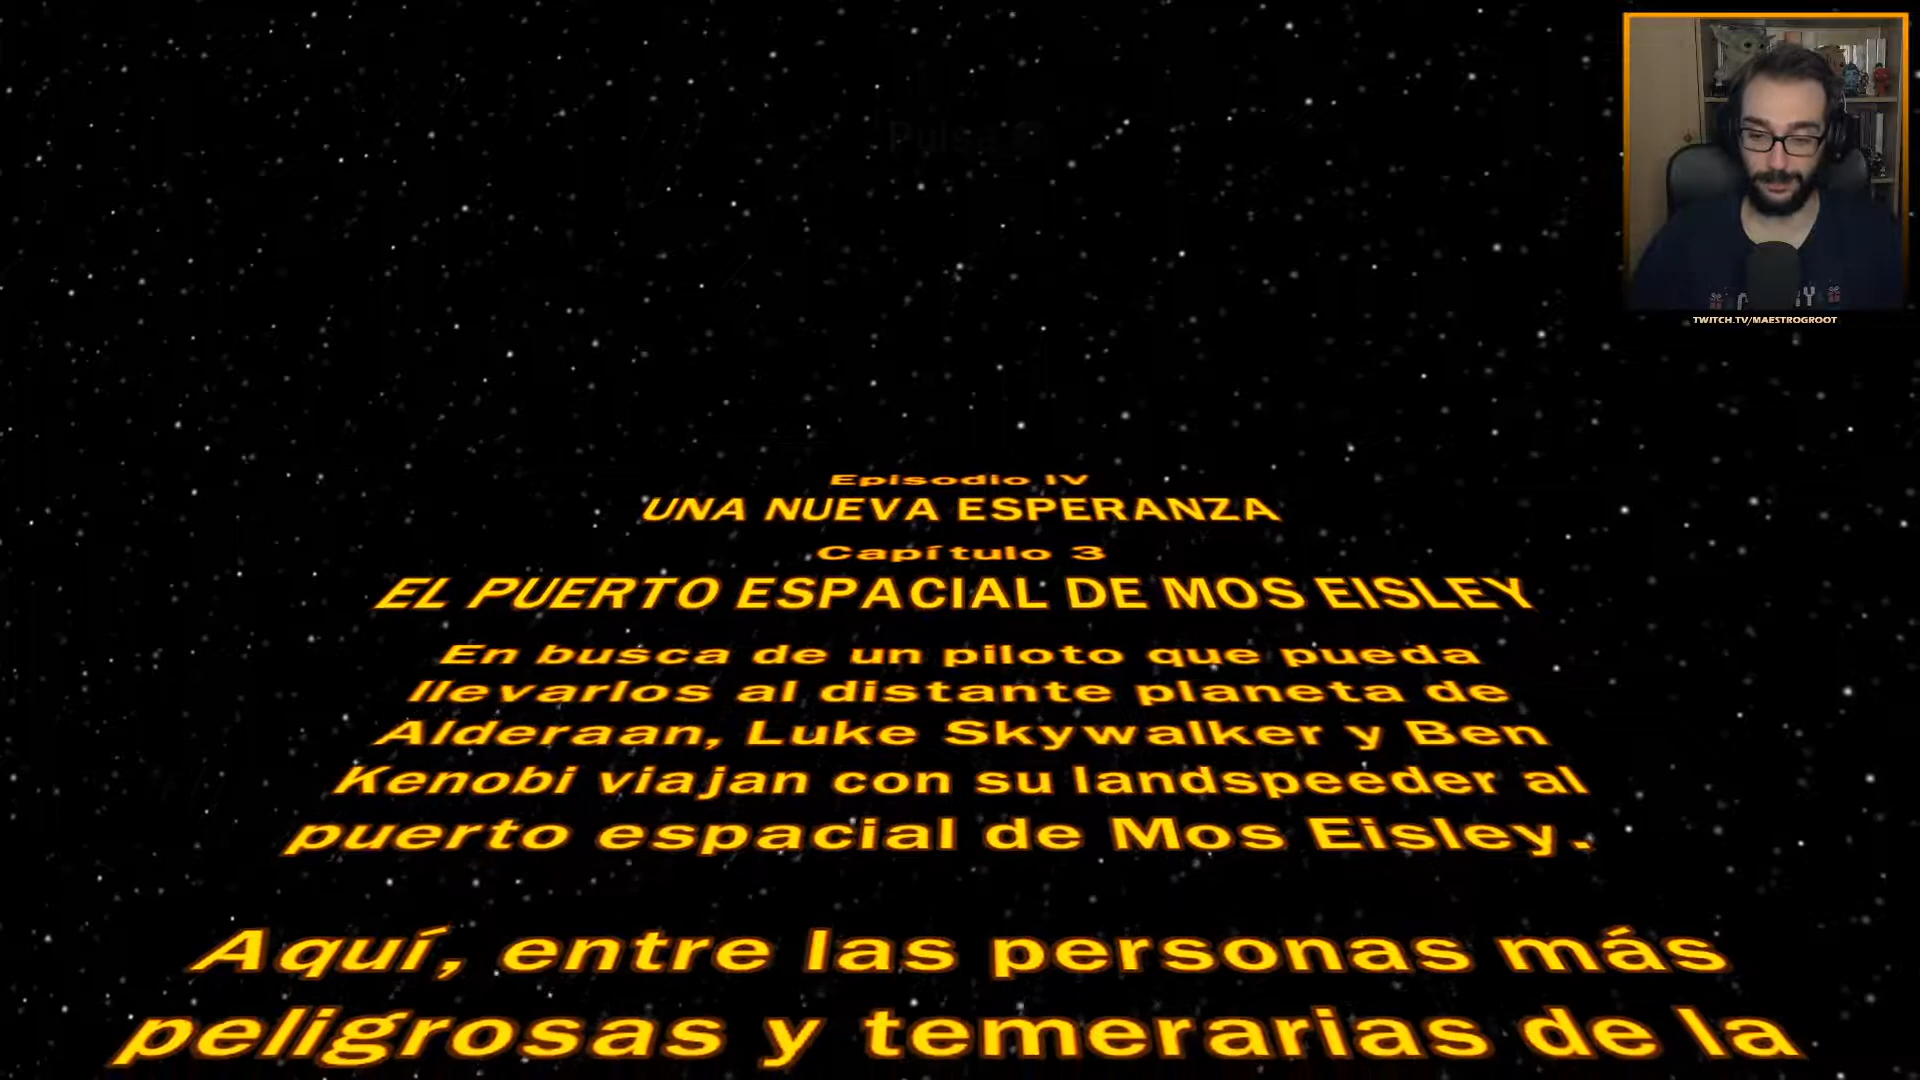 Pulsa
TWITCH.TV/MAESTROGROOT
Episodio IV
UNA NUEVA ESPERANZA
Capítulo 3
EL PUERTO ESPACIAL DE MOS EISLEY
En busca de un piloto que pueda
llevarlos al distante planeta de
Alderaan, Luke Skywalker y Ben
Kenobi viajan con su landspeeder al
puerto espacial de Mos Eisley.
Aquí, entre las personas más
peligrosas y temerarias de la